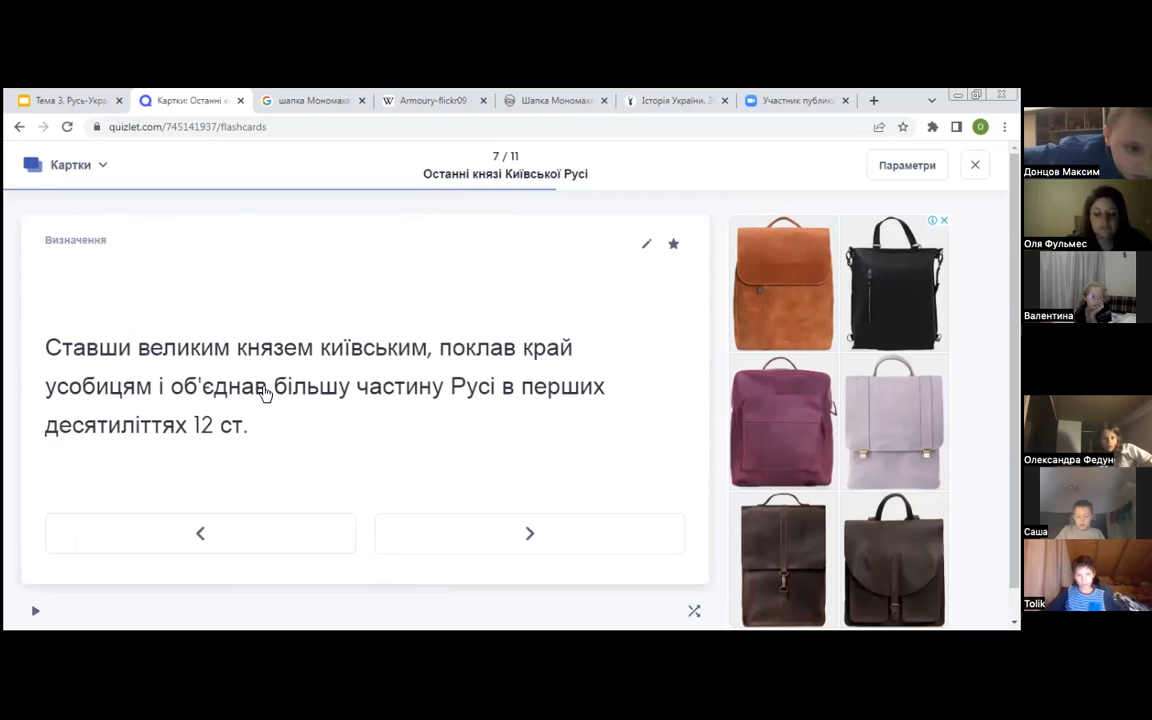 Тема 3. Русь-Укра
Картки: Останні к
шапка Мономаха
Armoury-flickr09
Шапка Мономах
Історія України. З
Участник публик
quizlet.com/745141937/flashcards
O
Картки
7 / 11
Останні князі Київської Русі
Параметри
Визначення
Ставши великим князем київським, поклав край
усобицям і об'єднав більшу частину Русі в перших
десятиліттях 12 ст.
Донцов Максим
Оля Фульмес
Валентина
Олександра Федун
Саша
Tolik